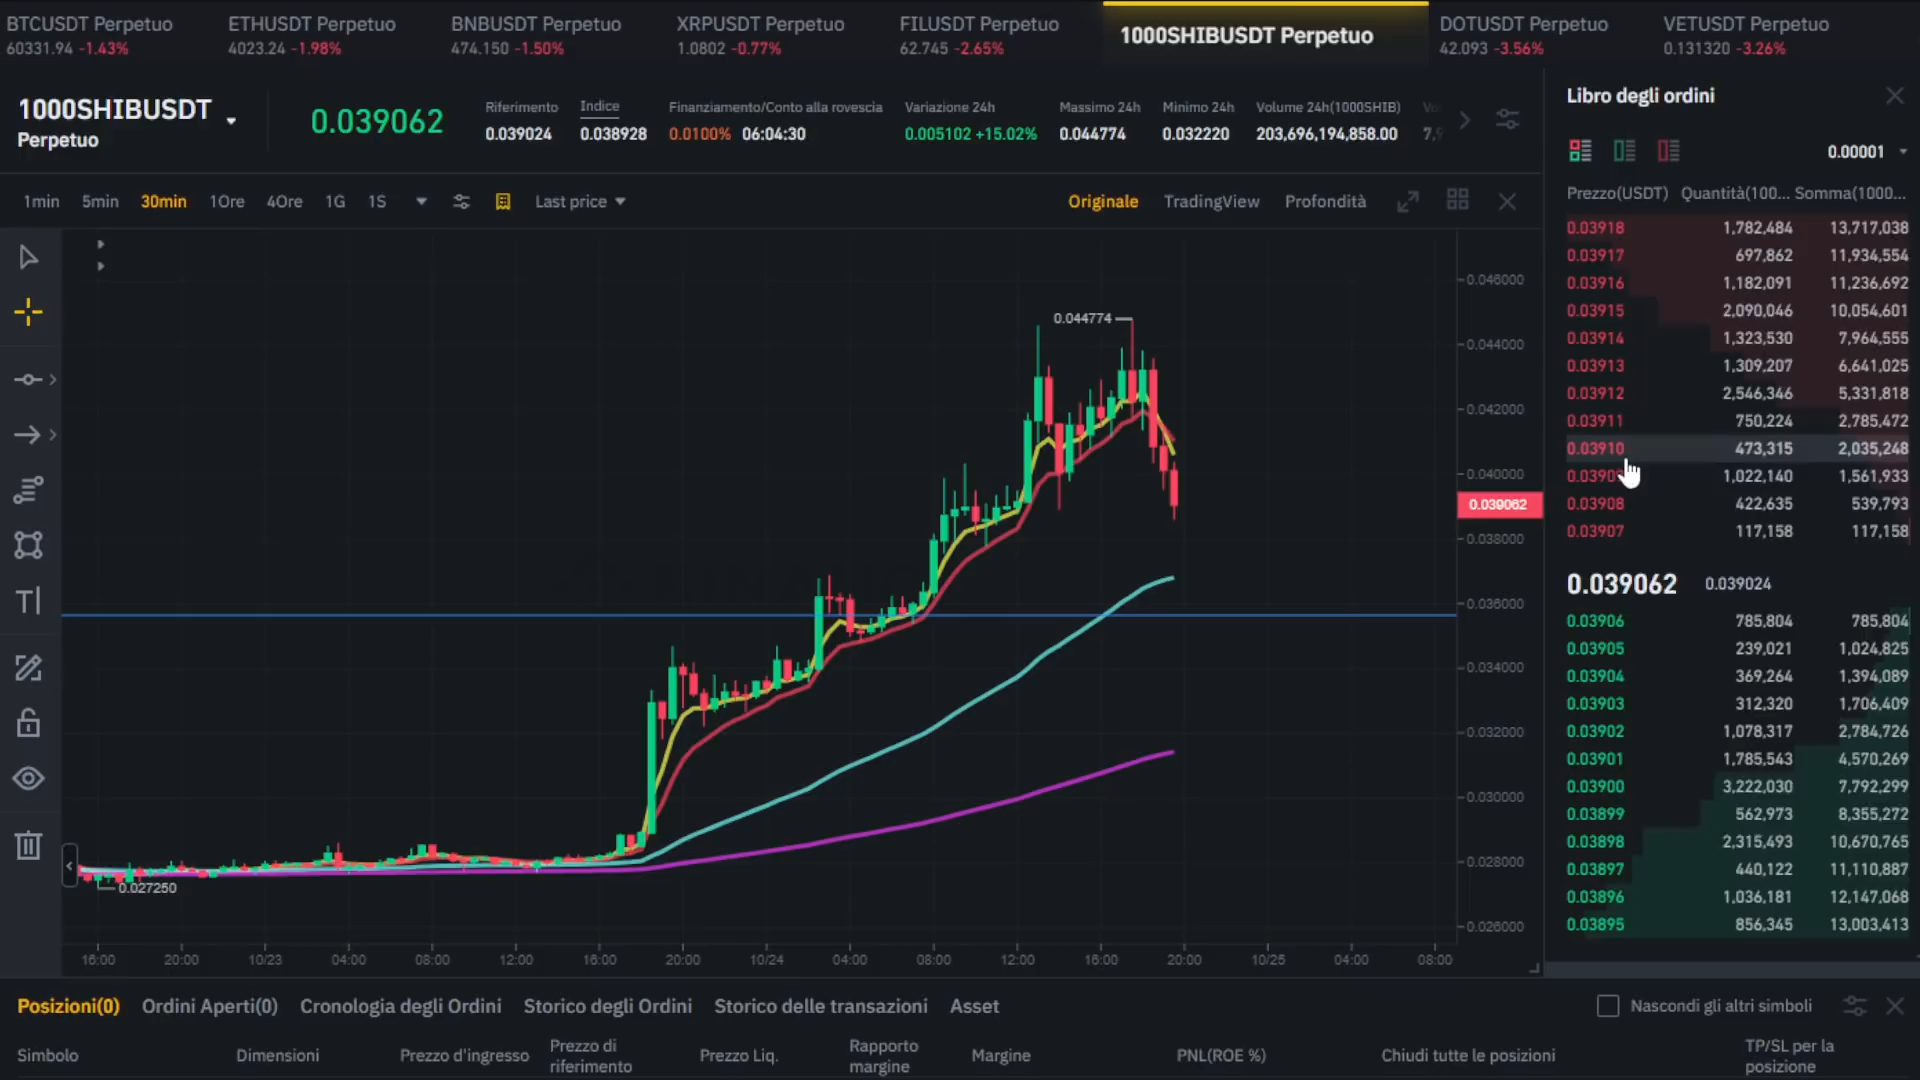 BTCUSDT Perpetuo
60331.94 -1.43%
ETHUSDT Perpetuo
4023.24 -1.98%
BNBUSDT Perpetuo
474.150 -1.50%
XRPUSDT Perpetuo
1.0802 -0.77%
FILUSDT Perpetuo
62.745 -2.65%
1000SHIBUSDT Perpetuo
DOTUSDT Perpetuo
42.093 -3.56%
VETUSDT Perpetuo
0.131320 -3.26%
1000SHIBUSDT
Perpetuo
0.039062
Riferimento
0.039024
Indice
0.038928
Finanziamento/Conto alla rovescia
0.0100% 06:04:30
Variazione 24h
0.005102 +15.02%
Massimo 24h
0.044774
Minimo 24h
0.032220
Volume 24h(1000SHIB)
203,696,194,858.00
1min 5min 30min 1Ore 4Ore 1G 1S Last price Originale TradingView Profondità
0.046000
0.044774
0.044000
0.042000
0.040000
0.039062
0.038000
0.036000
0.034000
0.032000
0.030000
0.028000
0.027250
0.026000
16:00 20:00 10/23 04:00 08:00 12:00 16:00 20:00 10/24 04:00 08:00 12:00 16:00 20:00 10/25 04:00 08:00
Libro degli ordini
0.00001
Prezzo(USDT) Quantità(100... Somma(1000...
0.03918 1,782,484 13,717,038
0.03917 697,862 11,934,554
0.03916 1,182,091 11,236,692
0.03915 2,090,046 10,054,601
0.03914 1,323,530 7,964,555
0.03913 1,309,207 6,641,025
0.03912 2,546,346 5,331,818
0.03911 750,224 2,785,472
0.03910 473,315 2,035,248
0.03909 1,022,140 1,561,933
0.03908 422,635 539,793
0.03907 117,158 117,158
0.039062 0.039024
0.03906 785,804 785,804
0.03905 239,021 1,024,825
0.03904 369,264 1,394,089
0.03903 312,320 1,706,409
0.03902 1,078,317 2,784,726
0.03901 1,785,543 4,570,269
0.03900 3,222,030 7,792,299
0.03899 562,973 8,355,272
0.03898 2,315,493 10,670,765
0.03897 440,122 11,110,887
0.03896 1,036,181 12,147,068
0.03895 856,345 13,003,413
Posizioni(0) Ordini Aperti(0) Cronologia degli Ordini Storico degli Ordini Storico delle transazioni Asset
Nascondi gli altri simboli
Simbolo
Dimensioni
Prezzo d'ingresso
Prezzo di
riferimento
Prezzo Liq.
Rapporto
margine
Margine
PNL(ROE %)
Chiudi tutte le posizioni
TP/SL per la
posizione